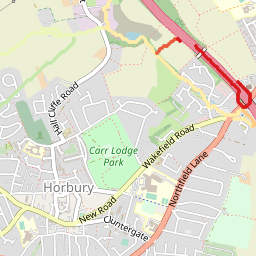 Hall Cliffe Road
Carr Lodge
Park
Wakefield Road
Northfield Lane
Horbury
New Road
Cluntergate